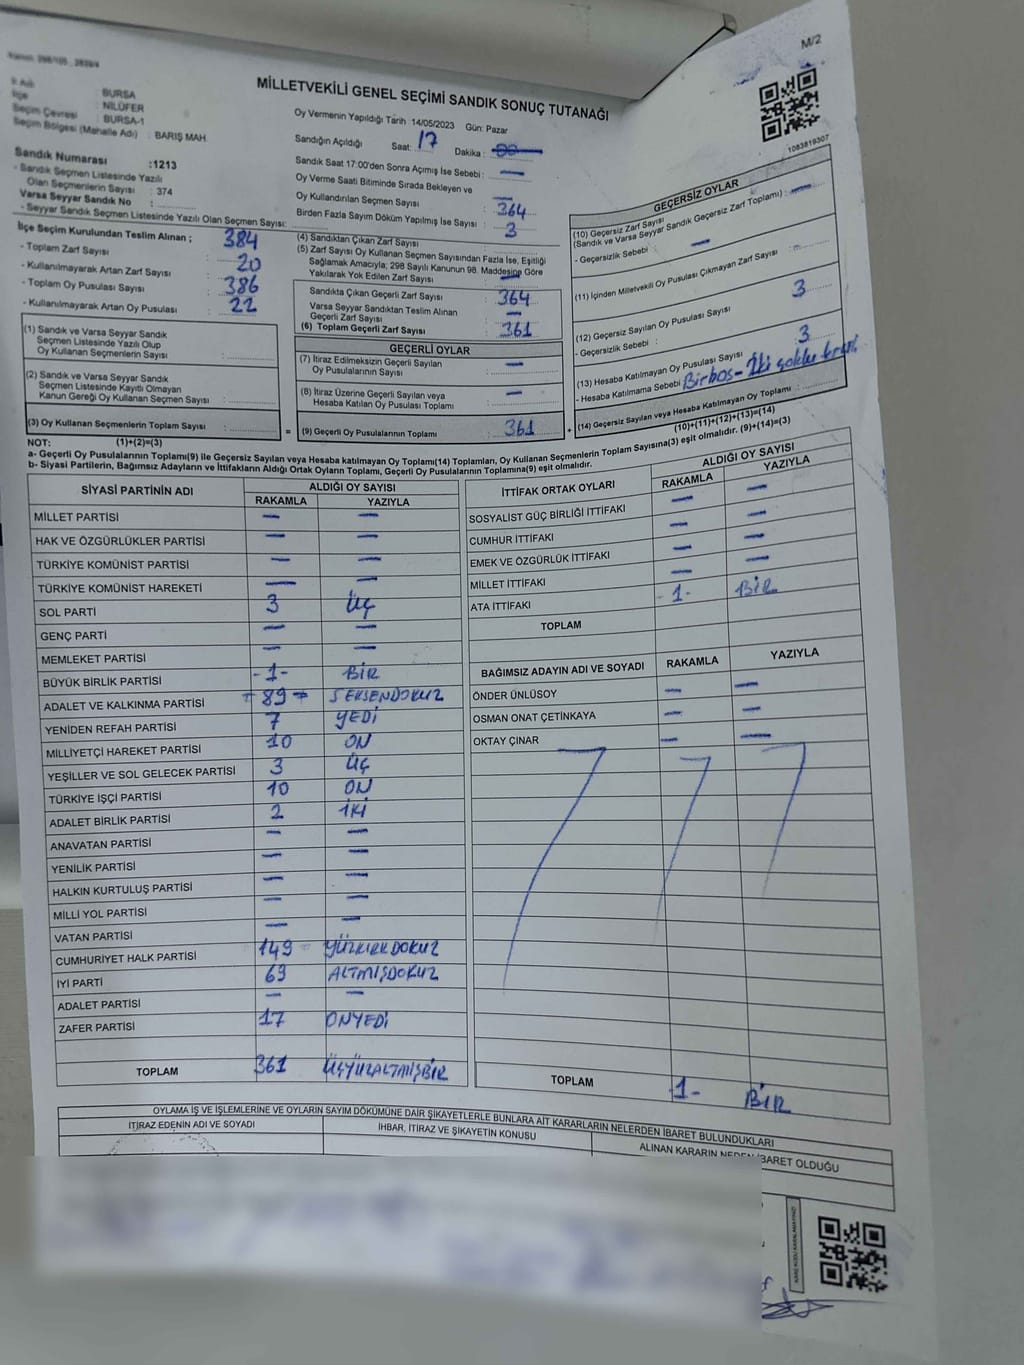 M/2
MİLLETVEKİLİ GENEL SEÇİMİ SANDIK SONUÇ TUTANAĞI
1083819307
İl Adı : BURSA
İlçe : NİLÜFER
Seçim Çevresi : BURSA-1
Seçim Bölgesi (Mahalle Adı) : BARIŞ MAH.
Sandık Numarası : 1213
- Sandık Seçmen Listesinde Yazılı
Olan Seçmenlerin Sayısı : 374
Varsa Seyyar Sandık No :
- Seyyar Sandık Seçmen Listesinde Yazılı Olan Seçmen Sayısı:
İlçe Seçim Kurulundan Teslim Alınan ;
- Toplam Zarf Sayısı : 384
- Kullanılmayarak Artan Zarf Sayısı : 20
- Toplam Oy Pusulası Sayısı : 386
- Kullanılmayarak Artan Oy Pusulası : 22
Oy Vermenin Yapıldığı Tarih :14/05/2023 Gün: Pazar
Sandığın Açıldığı Saat: 17 Dakika :
Sandık Saat 17:00'den Sonra Açımış İse Sebebi : —
Oy Verme Saati Bitiminde Sırada Bekleyen ve
Oy Kullandırılan Seçmen Sayısı : —
Birden Fazla Sayım Döküm Yapılmış İse Sayısı :
364
3
(4) Sandıktan Çıkan Zarf Sayısı
(5) Zarf Sayısı Oy Kullanan Seçmen Sayısından Fazla İse, Eşitliği
Sağlamak Amacıyla; 298 Sayılı Kanunun 98. Maddesine Göre
Yakılarak Yok Edilen Zarf Sayısı : —
Sandıkta Çıkan Geçerli Zarf Sayısı : 364
Varsa Seyyar Sandıktan Teslim Alınan
Geçerli Zarf Sayısı : —
(6) Toplam Geçerli Zarf Sayısı : 361
(1) Sandık ve Varsa Seyyar Sandık
Seçmen Listesinde Yazılı Olup
Oy Kullanan Seçmenlerin Sayısı :
(2) Sandık ve Varsa Seyyar Sandık
Seçmen Listesinde Kayıtlı Olmayan
Kanun Gereği Oy Kullanan Seçmen Sayısı :
(3) Oy Kullanan Seçmenlerin Toplam Sayısı :
(1)+(2)=(3)
GEÇERLİ OYLAR
(7) İtiraz Edilmeksizin Geçerli Sayılan
Oy Pusulalarının Sayısı : —
(8) İtiraz Üzerine Geçerli Sayılan veya
Hesaba Katılan Oy Pusulası Toplamı : —
= (9) Geçerli Oy Pusulalarının Toplamı : 361 +
GEÇERSİZ OYLAR
(10) Geçersiz Zarf Sayısı
(Sandık ve Varsa Seyyar Sandık Geçersiz Zarf Toplamı) : —
- Geçersizlik Sebebi : —
(11) İçinden Milletvekili Oy Pusulası Çıkmayan Zarf Sayısı :
(12) Geçersiz Sayılan Oy Pusulası Sayısı : 3
- Geçersizlik Sebebi :
(13) Hesaba Katılmayan Oy Pusulası Sayısı : 3
- Hesaba Katılmama Sebebi :
(14) (Geçersiz Sayılan veya Hesaba Katılmayan Oy Toplamı :
(10)+(11)+(12)+(13)=(14)
NOT:
a- Geçerli Oy Pusulalarının Toplamı(9) ile Geçersiz Sayılan veya Hesaba katılmayan Oy Toplamı(14) Toplamları, Oy Kullanan Seçmenlerin Toplam Sayısına(3) eşit olmalıdır. (9)+(14)=(3)
b- Siyasi Partilerin, Bağımsız Adayların ve İttifakların Aldığı Ortak Oyların Toplamı, Geçerli Oy Pusulalarının Toplamına(9) eşit olmalıdır.
SİYASİ PARTİNİN ADI ALDIĞI OY SAYISI
RAKAMLA YAZIYLA
MİLLET PARTİSİ — —
HAK VE ÖZGÜRLÜKLER PARTİSİ — —
TÜRKİYE KOMÜNİST PARTİSİ — —
TÜRKİYE KOMÜNİST HAREKETİ — —
SOL PARTİ 3 ÜÇ
GENÇ PARTİ — —
MEMLEKET PARTİSİ — —
BÜYÜK BİRLİK PARTİSİ -1- BİR
ADALET VE KALKINMA PARTİSİ 89 SEKSENDOKUZ
YENİDEN REFAH PARTİSİ 7 YEDİ
MİLLİYETÇİ HAREKET PARTİSİ 10 ON
YEŞİLLER VE SOL GELECEK PARTİSİ 3 ÜÇ
TÜRKİYE İŞÇİ PARTİSİ 10 ON
ADALET BİRLİK PARTİSİ 2 İKİ
ANAVATAN PARTİSİ — —
YENİLİK PARTİSİ — —
HALKIN KURTULUŞ PARTİSİ — —
MİLLİ YOL PARTİSİ — —
VATAN PARTİSİ — —
CUMHURİYET HALK PARTİSİ 149 YÜZKIRKDOKUZ
İYİ PARTİ 69 ALTMIŞDOKUZ
ADALET PARTİSİ — —
ZAFER PARTİSİ 17 ONYEDİ
TOPLAM 361 ÜÇYÜZALTMIŞBİR
İTTİFAK ORTAK OYLARI ALDIĞI OY SAYISI
RAKAMLA YAZIYLA
SOSYALİST GÜÇ BİRLİĞİ İTTİFAKI — —
CUMHUR İTTİFAKI — —
EMEK VE ÖZGÜRLÜK İTTİFAKI — —
MİLLET İTTİFAKI — —
ATA İTTİFAKI -1- BİR
TOPLAM
BAĞIMSIZ ADAYIN ADI VE SOYADI RAKAMLA YAZIYLA
ÖNDER ÜNLÜSOY — —
OSMAN ONAT ÇETİNKAYA — —
OKTAY ÇINAR — —
TOPLAM -1- BİR
OYLAMA İŞ VE İŞLEMLERİNE VE OYLARIN SAYIM DÖKÜMÜNE DAİR ŞİKAYETLERLE BUNLARA AİT KARARLARIN NELERDEN İBARET BULUNDUKLARI
İTİRAZ EDENİN ADI VE SOYADI İHBAR, İTİRAZ VE ŞİKAYETİN KONUSU ALINAN KARARIN NEDEN İBARET OLDUĞU